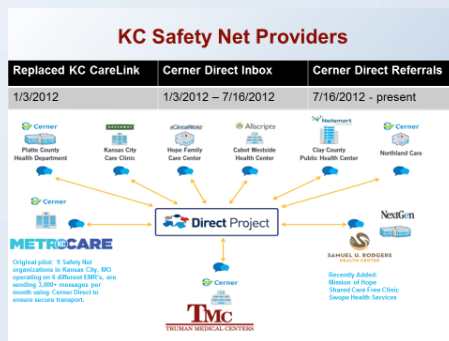 KC Safety Net Providers
Replaced KC CareLink
Cerner Direct Inbox
Cerner Direct Referrals
1/3/2012
1/3/2012 – 7/16/2012
7/16/2012 - present
Cerner
Platte County
Health Department
GREENWAY
Kansas City
Care Clinic
eClinicalWorks
Hope Family
Care Center
Allscripts
Cabot Westside
Health Center
Netsmart
Clay County
Public Health Center
Cerner
Northland Care
Cerner
METROCARE
Direct Project
NextGen
SAMUEL U. RODGERS
HEALTH CENTER
Original pilot: 9 Safety Net
organizations in Kansas City, MO
operating on 6 different EMR's, are
sending 3,000+ messages per
month using Cerner Direct to
ensure secure transport.
Cerner
TMC
TRUMAN MEDICAL CENTERS
Recently Added:
Mission of Hope
Shared Care Free Clinic
Swope Health Services